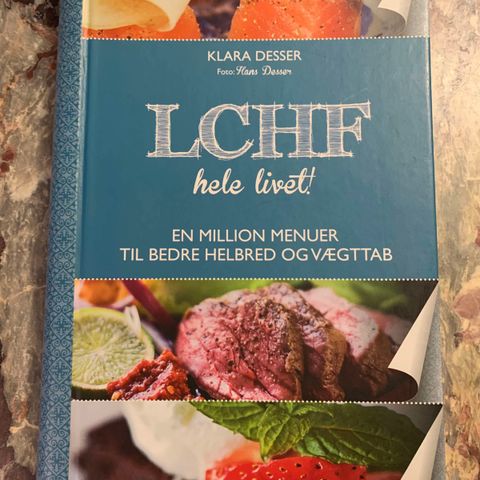 KLARA DESSER
Foto: Hans Desser
LCHF
hele livet!
EN MILLION MENUER
TIL BEDRE HELBRED OG VÆGTTAB